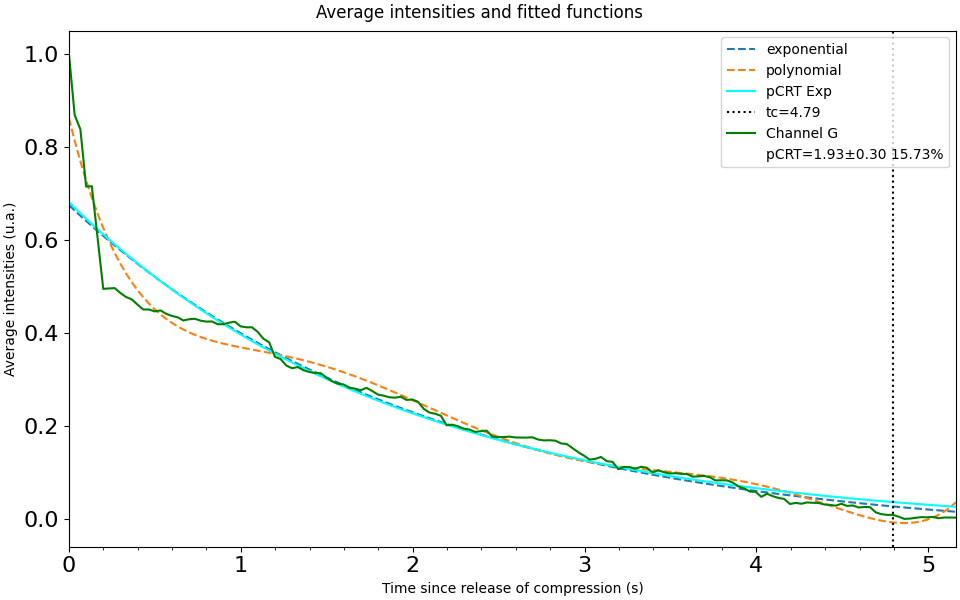 Average intensities and fitted functions
Average intensities (u.a.)
1.0
0.8
0.6
0.4
0.2
0.0
exponential
polynomial
pCRT Exp
tc=4.79
Channel G
pCRT=1.93±0.30 15.73%
0 1 2 3 4 5
Time since release of compression (s)